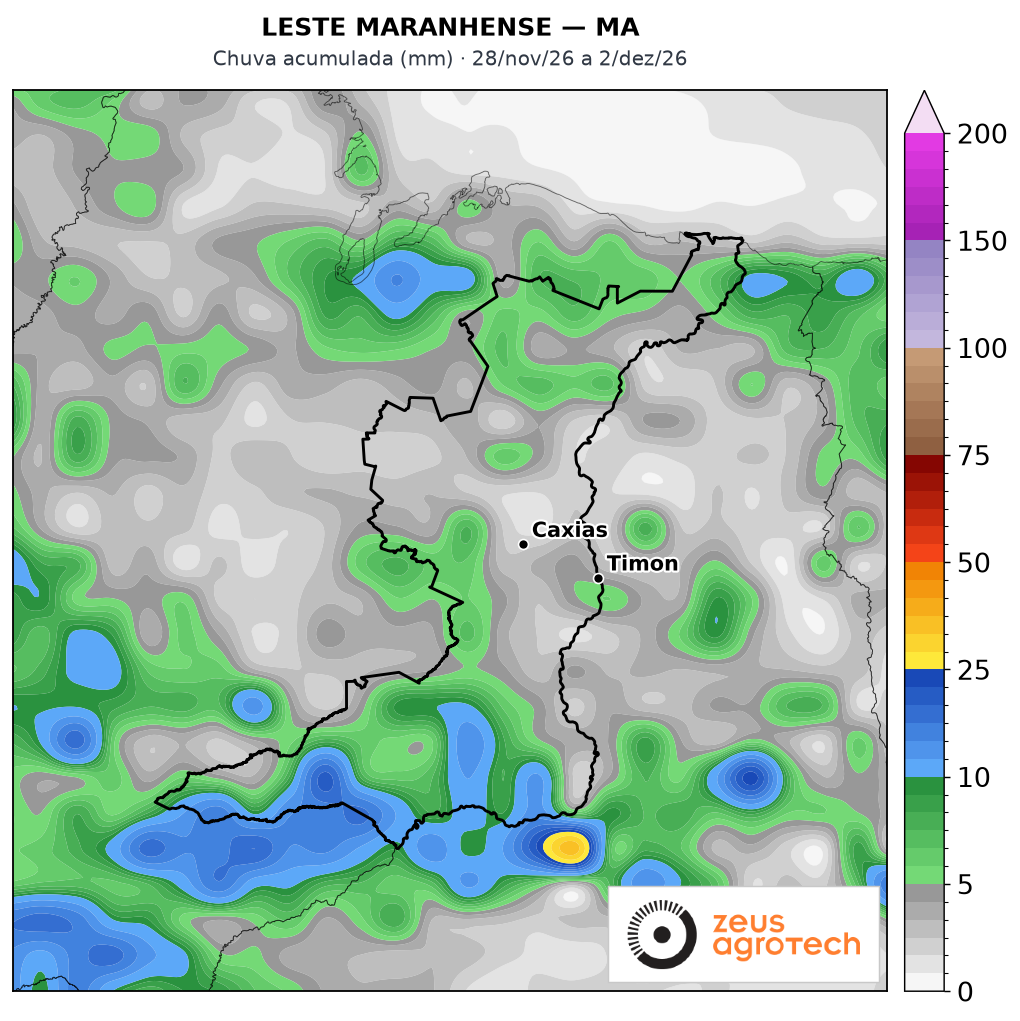 LESTE MARANHENSE — MA
Chuva acumulada (mm) · 28/nov/26 a 2/dez/26
200
150
100
75
50
25
10
5
0
Caxias
Timon
zeus
agrotech